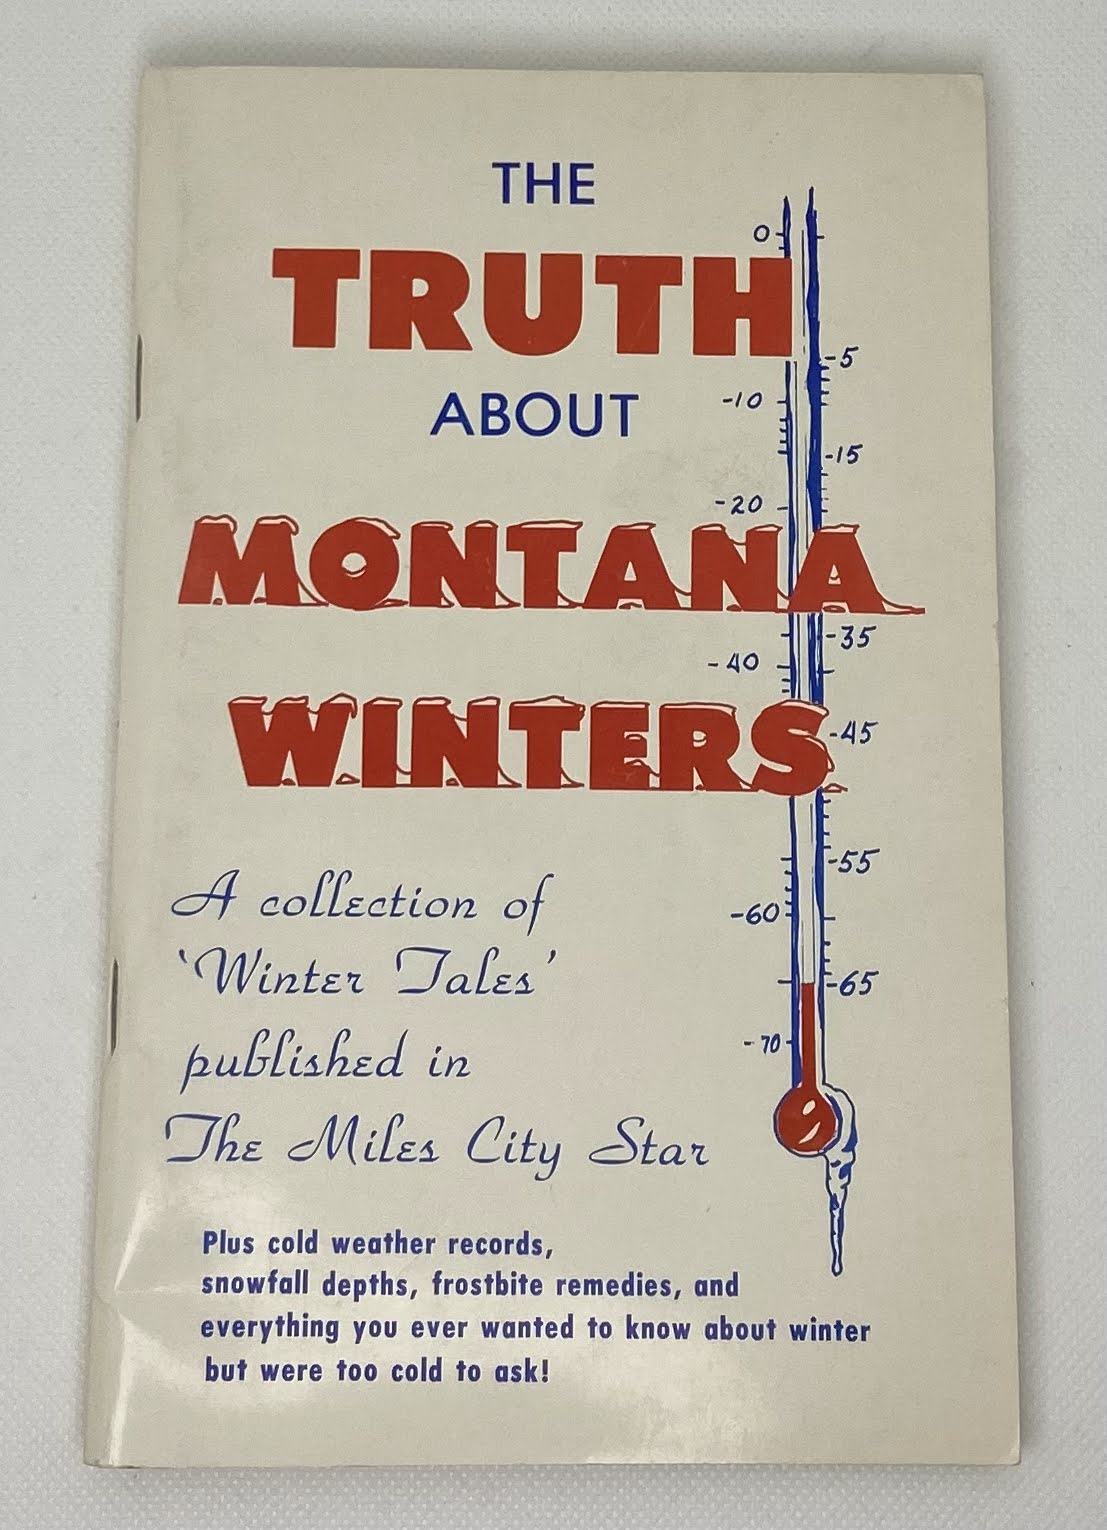 THE
TRUTH
ABOUT
MONTANA
WINTERS
A collection of
'Winter Tales'
published in
The Miles City Star
Plus cold weather records,
snowfall depths, frostbite remedies, and
everything you ever wanted to know about winter
but were too cold to ask!
0
-5
-10
-15
-20
-35
-40
-45
-55
-60
-65
-70